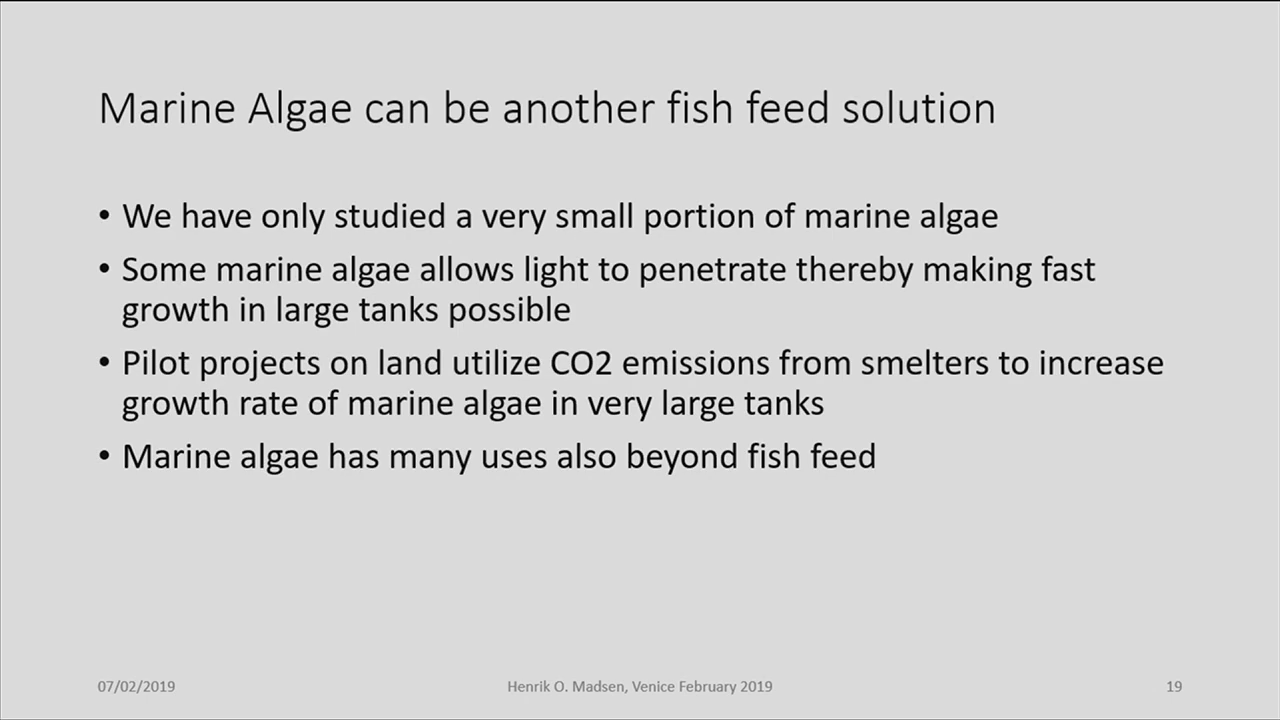 Marine Algae can be another fish feed solution
• We have only studied a very small portion of marine algae
• Some marine algae allows light to penetrate thereby making fast
growth in large tanks possible
• Pilot projects on land utilize CO2 emissions from smelters to increase
growth rate of marine algae in very large tanks
• Marine algae has many uses also beyond fish feed
07/02/2019
Henrik O. Madsen, Venice February 2019
19